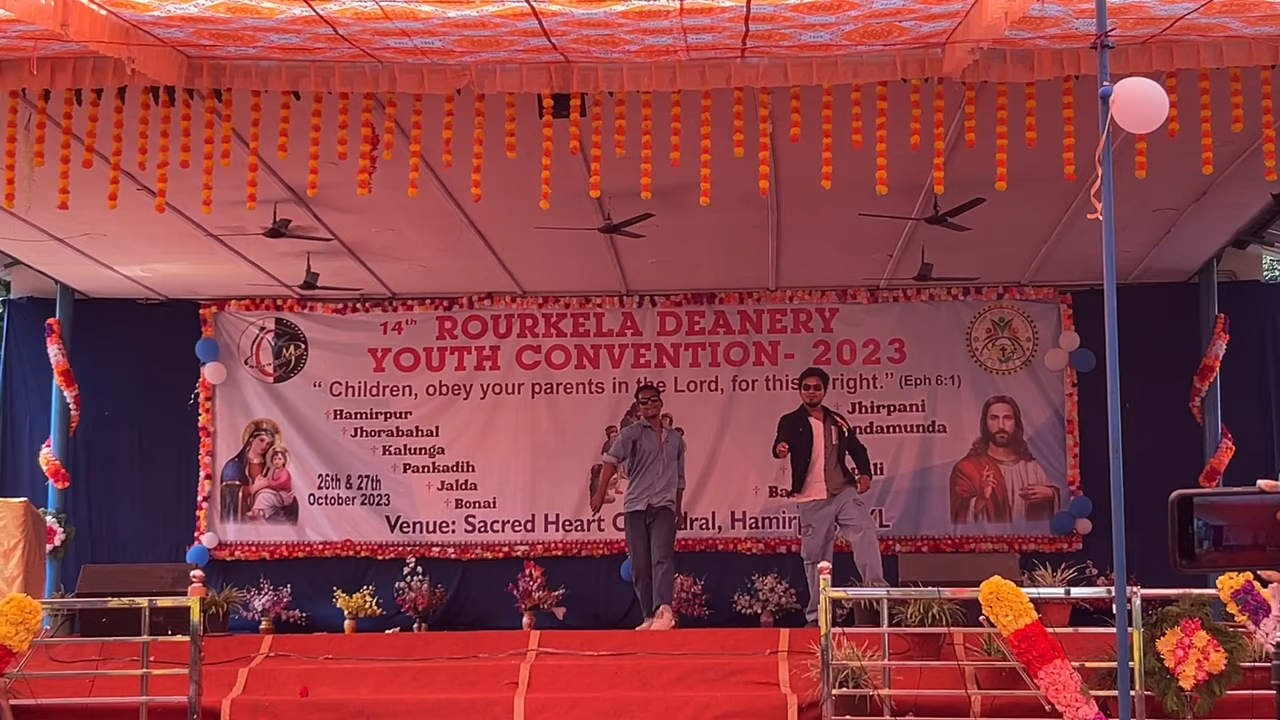 14th ROURKELA DEANERY
YOUTH CONVENTION- 2023
“ Children, obey your parents in the Lord, for this right.” (Eph 6:1)
†Hamirpur
†Jhorabahal
†Kalunga
†Pankadih
†Jalda
†Bonai
26th & 27th
October 2023
†Jhirpani
Venue: Sacred Heart
M